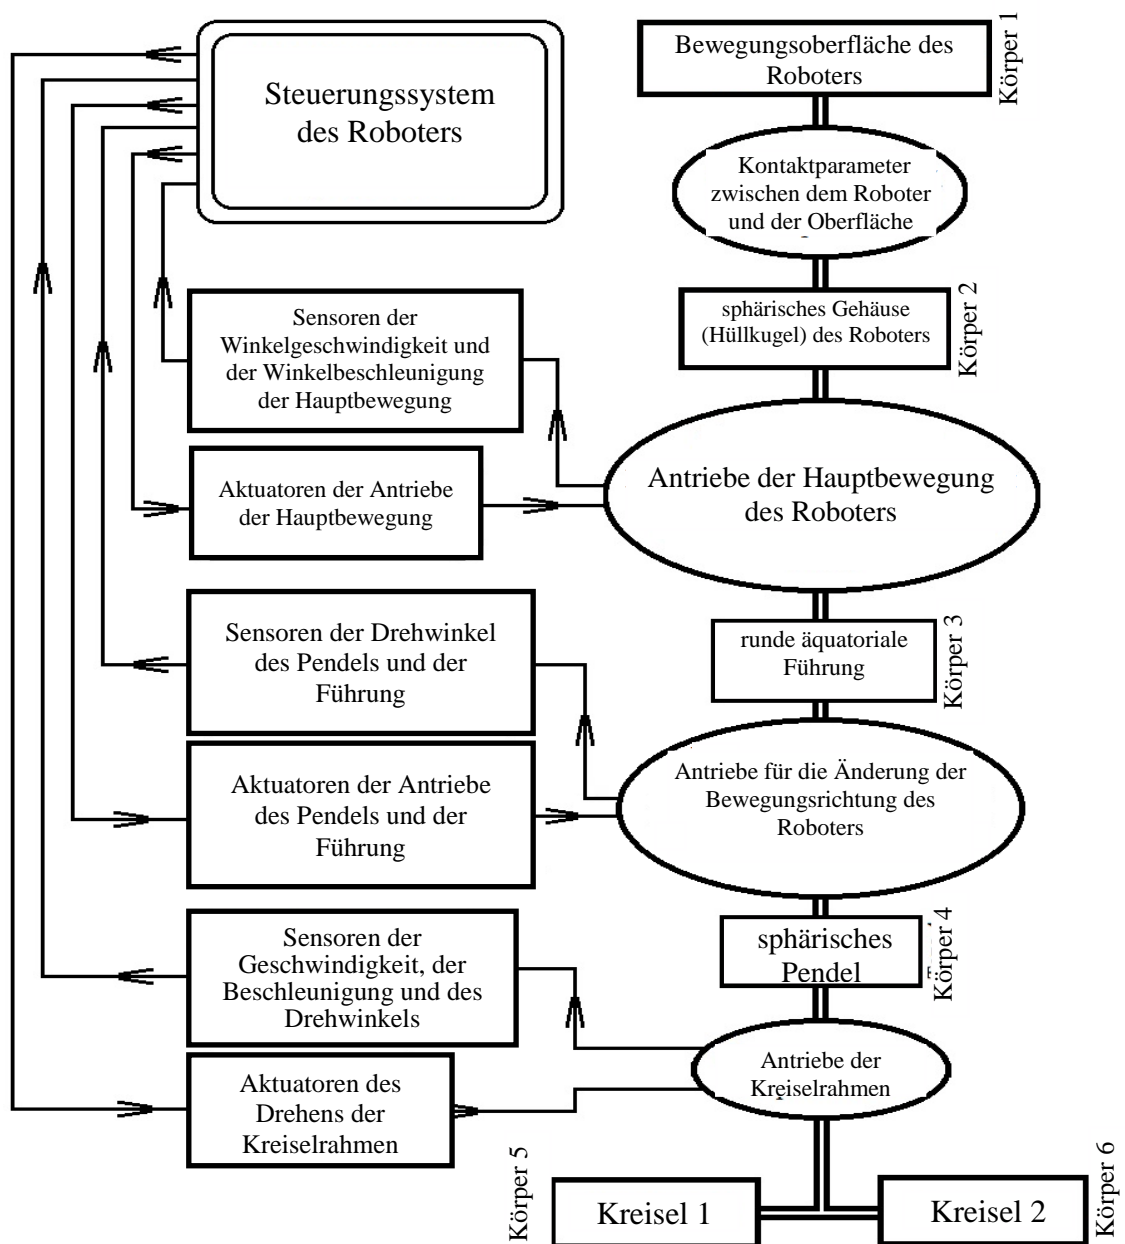 Steuerungssystem
des Roboters
Bewegungsoberfläche des
Roboters
Körper 1
Kontaktparameter
zwischen dem Roboter
und der Oberfläche
sphärisches Gehäuse
(Hüllkugel) des Roboters
Körper 2
Sensoren der
Winkelgeschwindigkeit und
der Winkelbeschleunigung
der Hauptbewegung
Aktuatoren der Antriebe
der Hauptbewegung
Antriebe der Hauptbewegung
des Roboters
Sensoren der Drehwinkel
des Pendels und der
Führung
runde äquatoriale
Führung
Körper 3
Aktuatoren der Antriebe
des Pendels und der
Führung
Antriebe für die Änderung der
Bewegungsrichtung des
Roboters
Sensoren der
Geschwindigkeit, der
Beschleunigung und des
Drehwinkels
sphärisches
Pendel
Körper 4
Aktuatoren des
Drehens der
Kreiselrahmen
Antriebe der
Kreiselrahmen
Körper 5
Kreisel 1
Kreisel 2
Körper 6